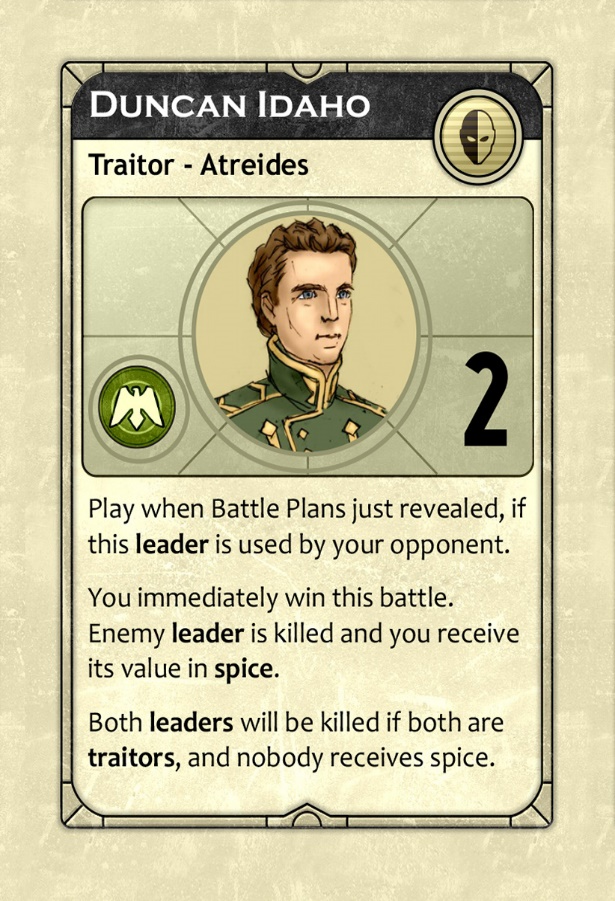 Duncan Idaho
Traitor - Atreides
2
Play when Battle Plans just revealed, if
this leader is used by your opponent.
You immediately win this battle.
Enemy leader is killed and you receive
its value in spice.
Both leaders will be killed if both are
traitors, and nobody receives spice.